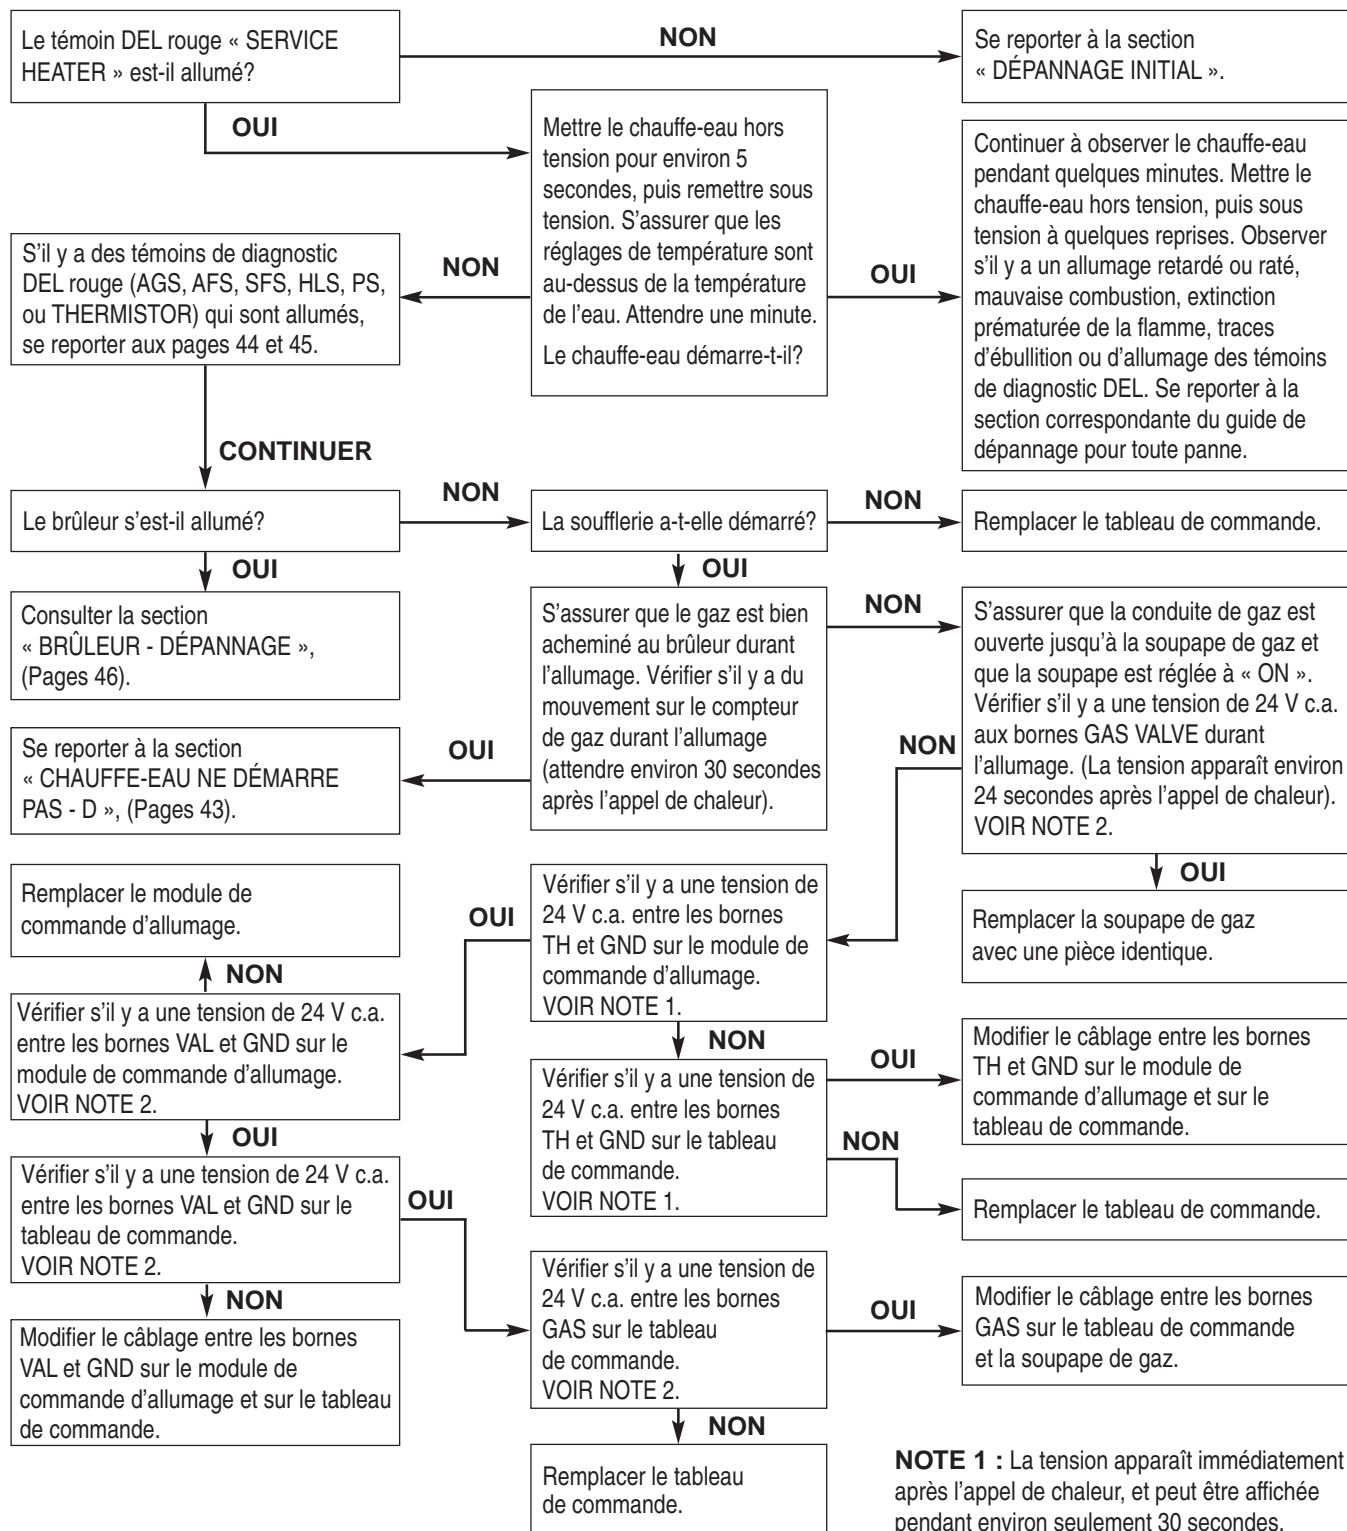 Le témoin DEL rouge « SERVICE
HEATER » est-il allumé?
NON
Se reporter à la section
« DÉPANNAGE INITIAL ».
OUI
Mettre le chauffe-eau hors
tension pour environ 5
secondes, puis remettre sous
tension. S'assurer que les
réglages de température sont
au-dessus de la température
de l'eau. Attendre une minute.
Le chauffe-eau démarre-t-il?
OUI
Continuer à observer le chauffe-eau
pendant quelques minutes. Mettre le
chauffe-eau hors tension, puis sous
tension à quelques reprises. Observer
s'il y a un allumage retardé ou raté,
mauvaise combustion, extinction
prématurée de la flamme, traces
d'ébullition ou d'allumage des témoins
de diagnostic DEL. Se reporter à la
section correspondante du guide de
dépannage pour toute panne.
NON
S'il y a des témoins de diagnostic
DEL rouge (AGS, AFS, SFS, HLS, PS,
ou THERMISTOR) qui sont allumés,
se reporter aux pages 44 et 45.
CONTINUER
Le brûleur s'est-il allumé?
NON
La soufflerie a-t-elle démarré?
NON
Remplacer le tableau de commande.
OUI
Consulter la section
« BRÛLEUR - DÉPANNAGE »,
(Pages 46).
OUI
S'assurer que le gaz est bien
acheminé au brûleur durant
l'allumage. Vérifier s'il y a du
mouvement sur le compteur
de gaz durant l'allumage
(attendre environ 30 secondes
après l'appel de chaleur).
NON
S'assurer que la conduite de gaz est
ouverte jusqu'à la soupape de gaz et
que la soupape est réglée à « ON ».
Vérifier s'il y a une tension de 24 V c.a.
aux bornes GAS VALVE durant
l'allumage. (La tension apparaît environ
24 secondes après l'appel de chaleur).
VOIR NOTE 2.
OUI
Se reporter à la section
« CHAUFFE-EAU NE DÉMARRE
PAS - D », (Pages 43).
NON
OUI
Remplacer la soupape de gaz
avec une pièce identique.
Vérifier s'il y a une tension de
24 V c.a. entre les bornes
TH et GND sur le module de
commande d'allumage.
VOIR NOTE 1.
OUI
Remplacer le module de
commande d'allumage.
NON
Vérifier s'il y a une tension de 24 V c.a.
entre les bornes VAL et GND sur le
module de commande d'allumage.
VOIR NOTE 2.
NON
Vérifier s'il y a une tension de
24 V c.a. entre les bornes
TH et GND sur le tableau
de commande.
VOIR NOTE 1.
OUI
Modifier le câblage entre les bornes
TH et GND sur le module de
commande d'allumage et sur le
tableau de commande.
NON
Remplacer le tableau de commande.
OUI
Vérifier s'il y a une tension de 24 V c.a.
entre les bornes VAL et GND sur le
tableau de commande.
VOIR NOTE 2.
OUI
Vérifier s'il y a une tension de
24 V c.a. entre les bornes
GAS sur le tableau
de commande.
VOIR NOTE 2.
OUI
Modifier le câblage entre les bornes
GAS sur le tableau de commande
et la soupape de gaz.
NON
Modifier le câblage entre les bornes
VAL et GND sur le module de
commande d'allumage et sur le tableau
de commande.
NON
Remplacer le tableau
de commande.
NOTE 1 : La tension apparaît immédiatement
après l'appel de chaleur, et peut être affichée
pendant environ seulement 30 secondes.